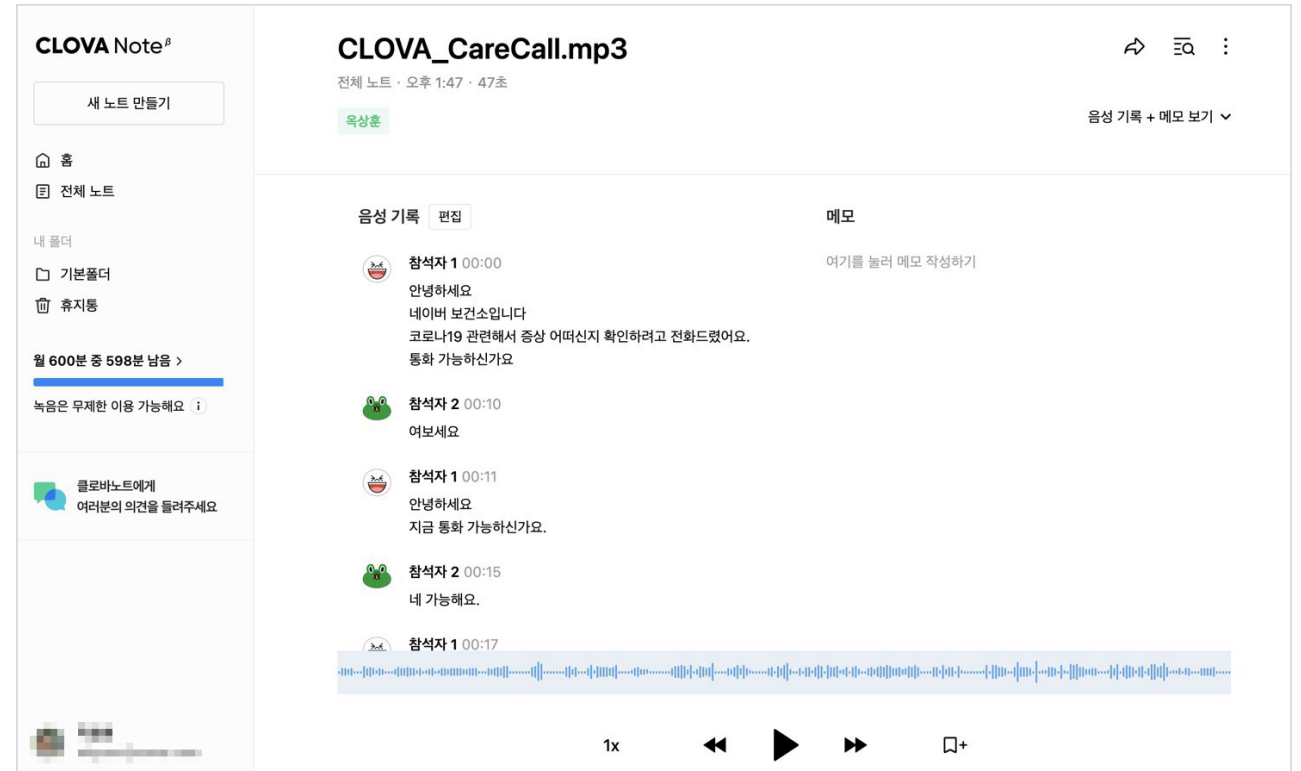 CLOVA Note β
새 노트 만들기
홈
전체 노트
내 폴더
기본폴더
휴지통
월 600분 중 598분 남음 >
녹음은 무제한 이용 가능해요 i
클로바노트에게
여러분의 의견을 들려주세요
CLOVA_CareCall.mp3
전체 노트 · 오후 1:47 · 47초
옥상훈
음성 기록 + 메모 보기
음성 기록 편집
참석자 1 00:00
안녕하세요
네이버 보건소입니다
코로나19 관련해서 증상 어떠신지 확인하려고 전화드렸어요.
통화 가능하신가요
참석자 2 00:10
여보세요
참석자 1 00:11
안녕하세요
지금 통화 가능하신가요.
참석자 2 00:15
네 가능해요.
참석자 1 00:17
메모
여기를 눌러 메모 작성하기
1x